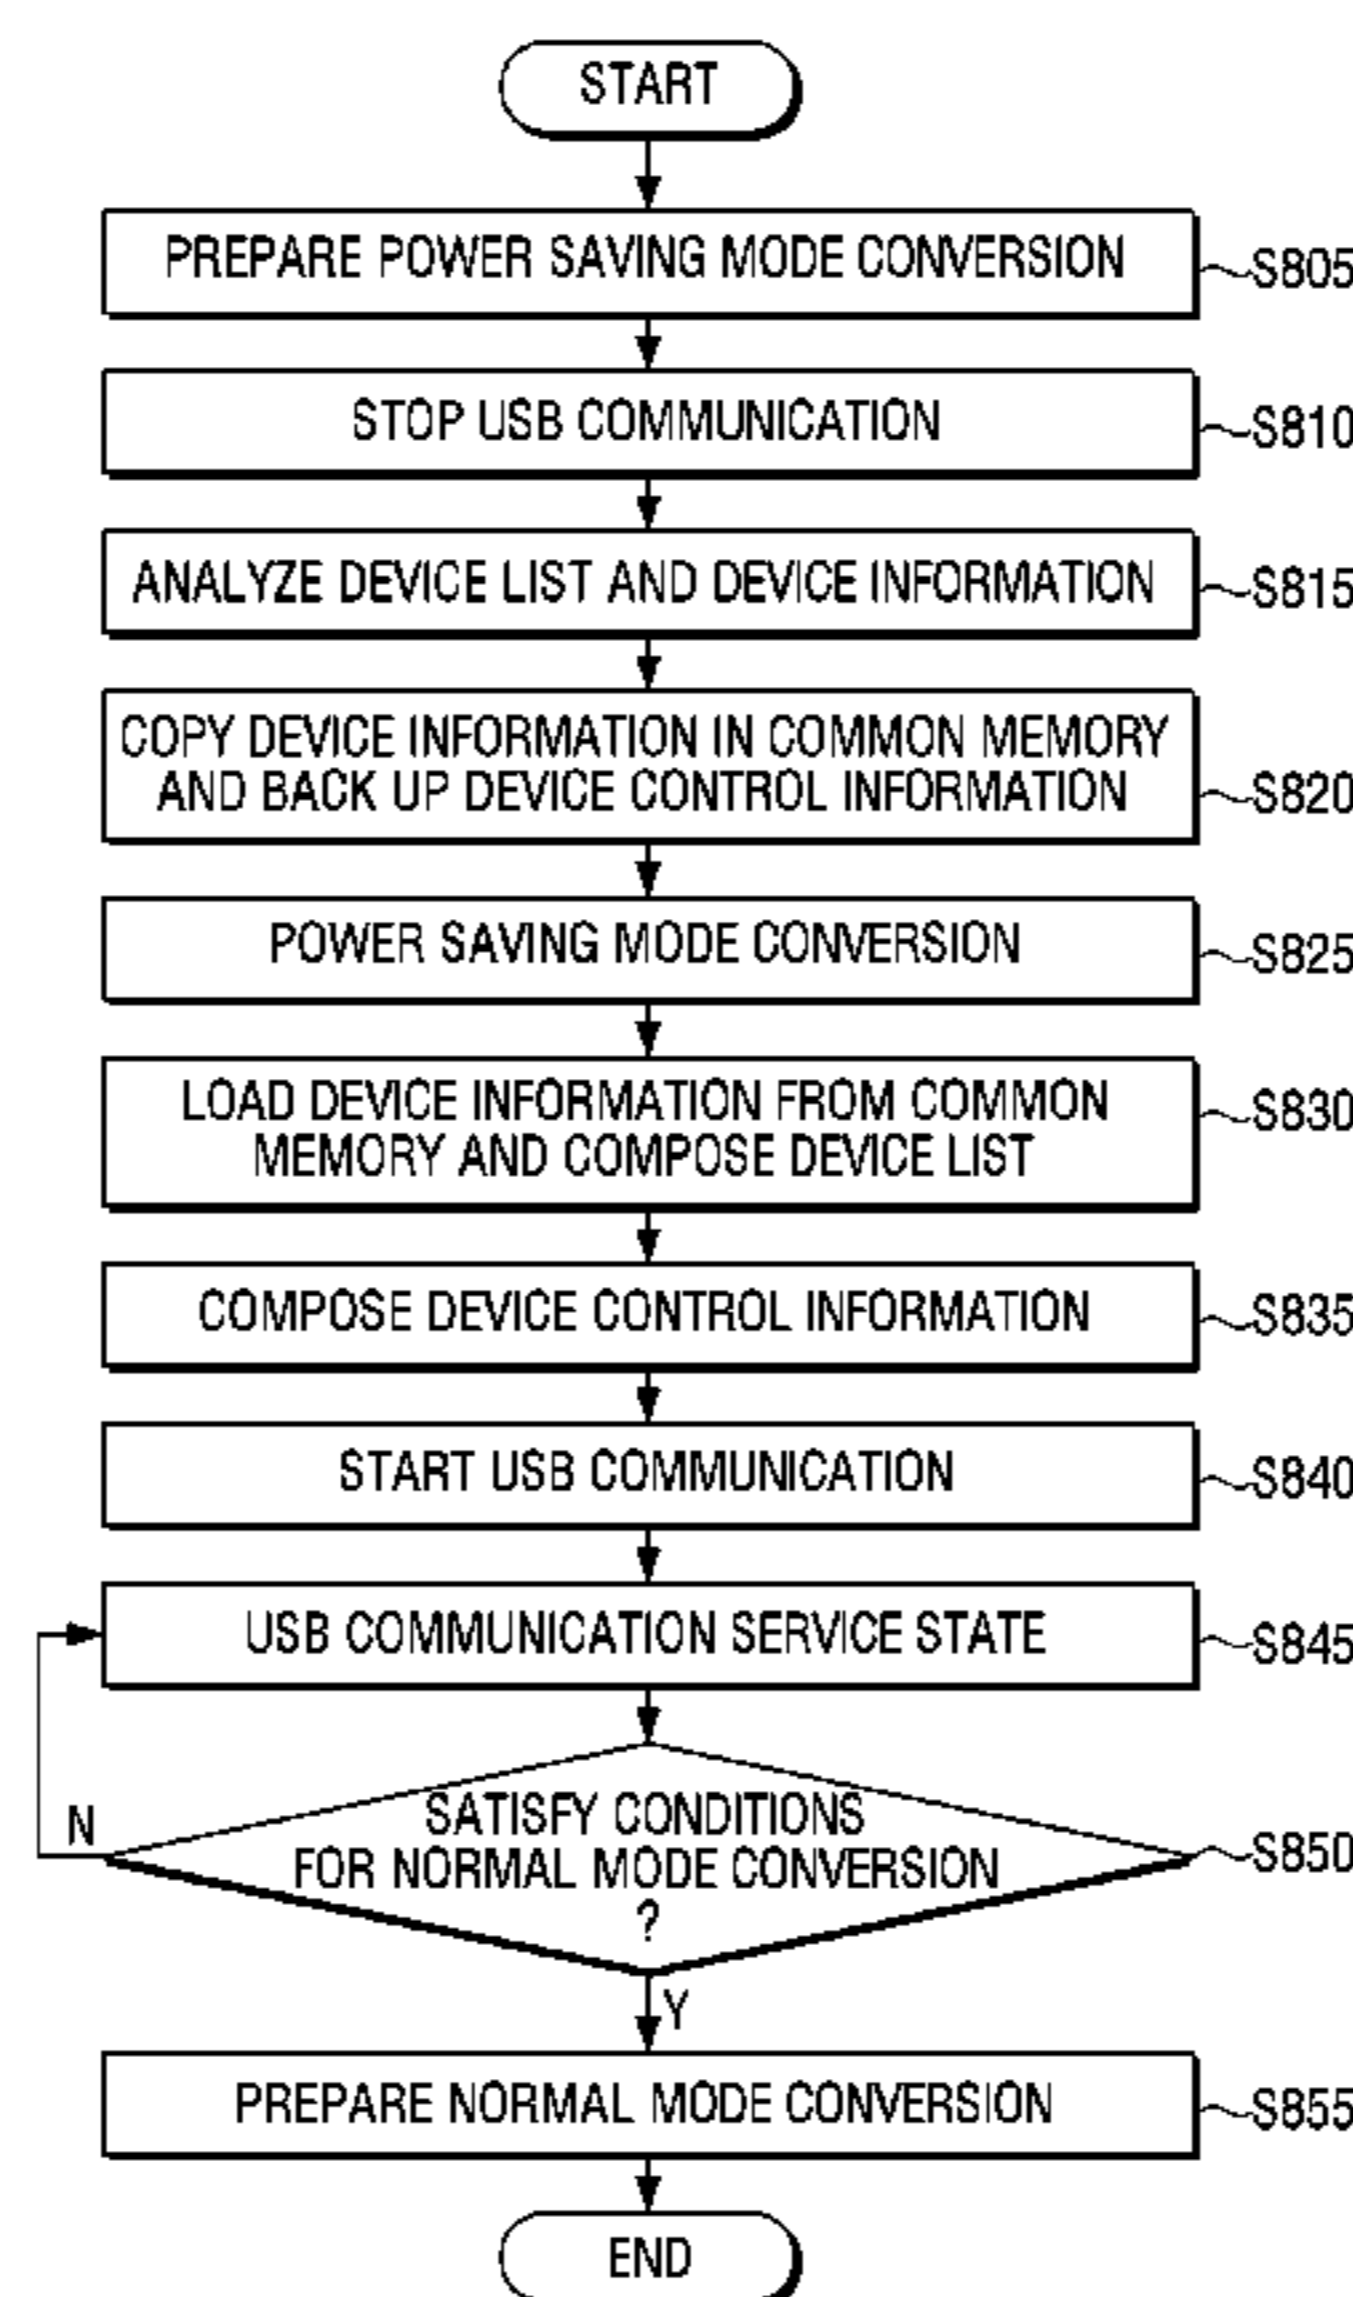 START
PREPARE POWER SAVING MODE CONVERSION
S805
STOP USB COMMUNICATION
S810
ANALYZE DEVICE LIST AND DEVICE INFORMATION
S815
COPY DEVICE INFORMATION IN COMMON MEMORY
AND BACK UP DEVICE CONTROL INFORMATION
S820
POWER SAVING MODE CONVERSION
S825
LOAD DEVICE INFORMATION FROM COMMON
MEMORY AND COMPOSE DEVICE LIST
S830
COMPOSE DEVICE CONTROL INFORMATION
S835
START USB COMMUNICATION
S840
USB COMMUNICATION SERVICE STATE
S845
SATISFY CONDITIONS
FOR NORMAL MODE CONVERSION
?
S850
N
Y
PREPARE NORMAL MODE CONVERSION
S855
END